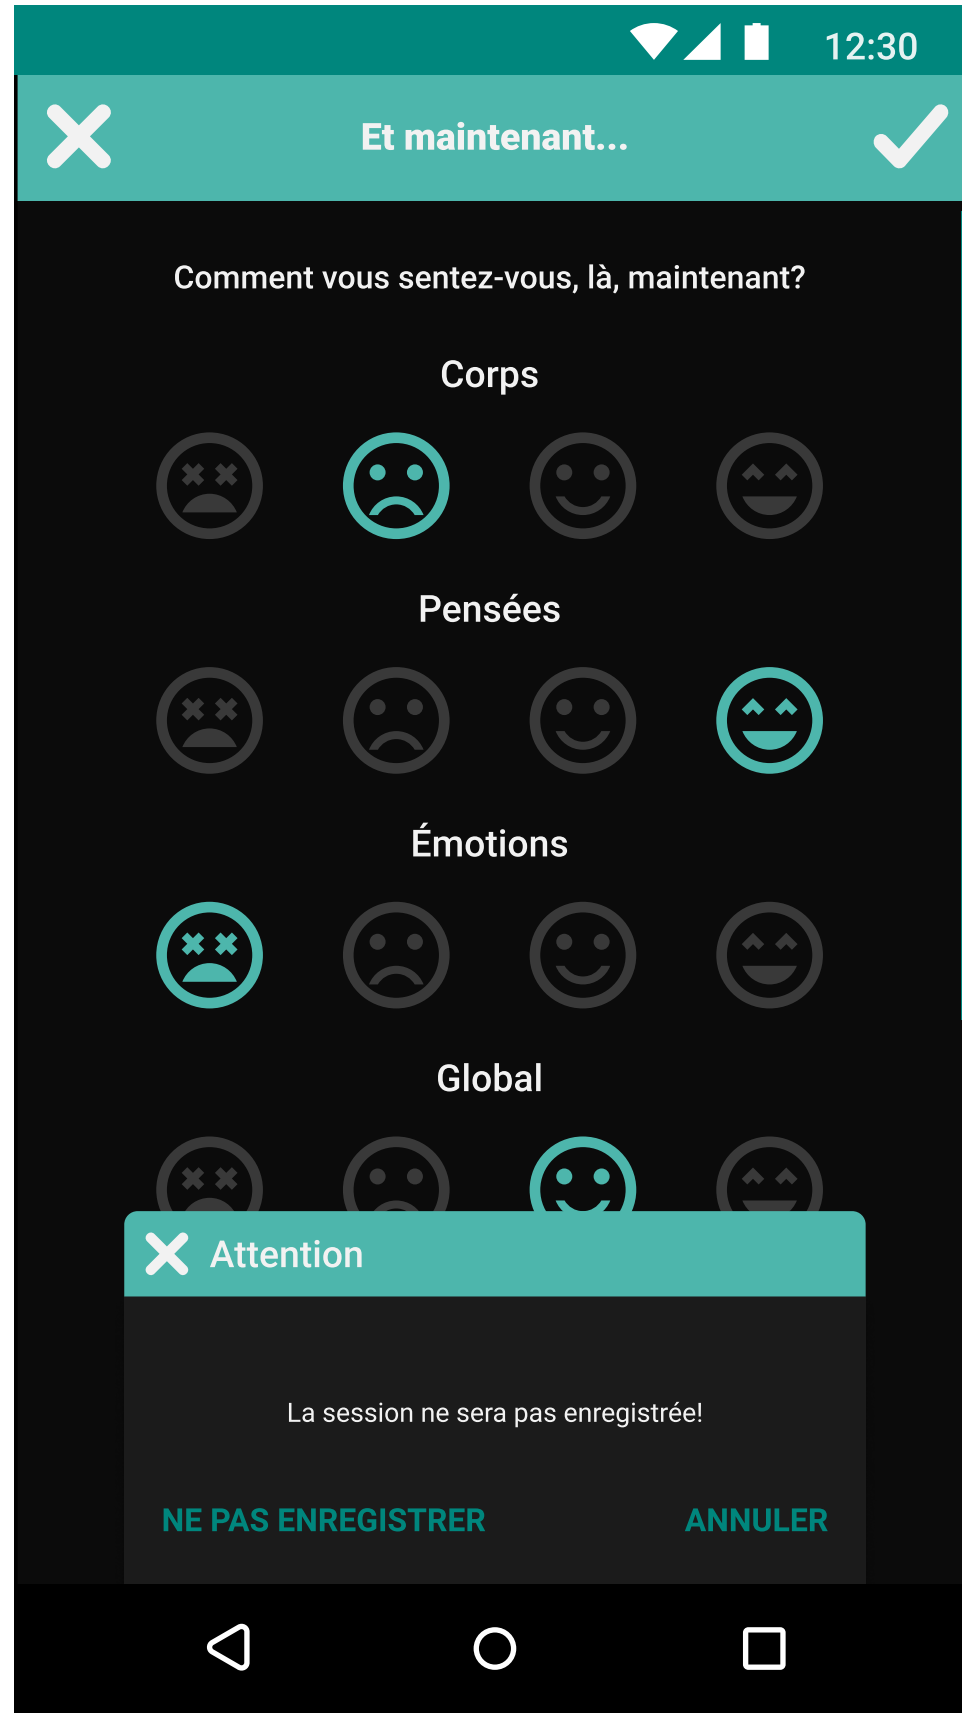 12:30
Et maintenant...
Comment vous sentez-vous, là, maintenant?
Corps
Pensées
Émotions
Global
Attention
La session ne sera pas enregistrée!
NE PAS ENREGISTRER
ANNULER